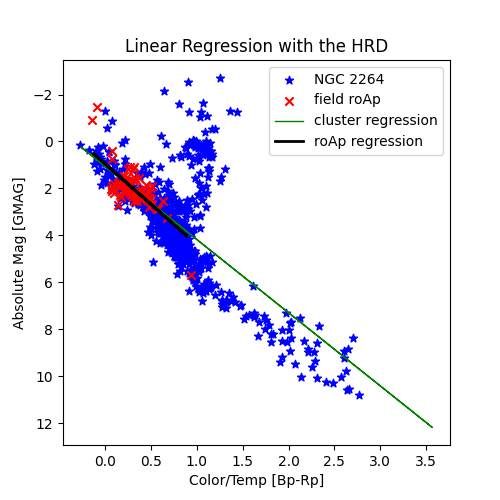 Linear Regression with the HRD
NGC 2264
field roAp
cluster regression
roAp regression
−2
0
2
4
6
8
10
12
Absolute Mag [GMAG]
0.0 0.5 1.0 1.5 2.0 2.5 3.0 3.5
Color/Temp [Bp-Rp]